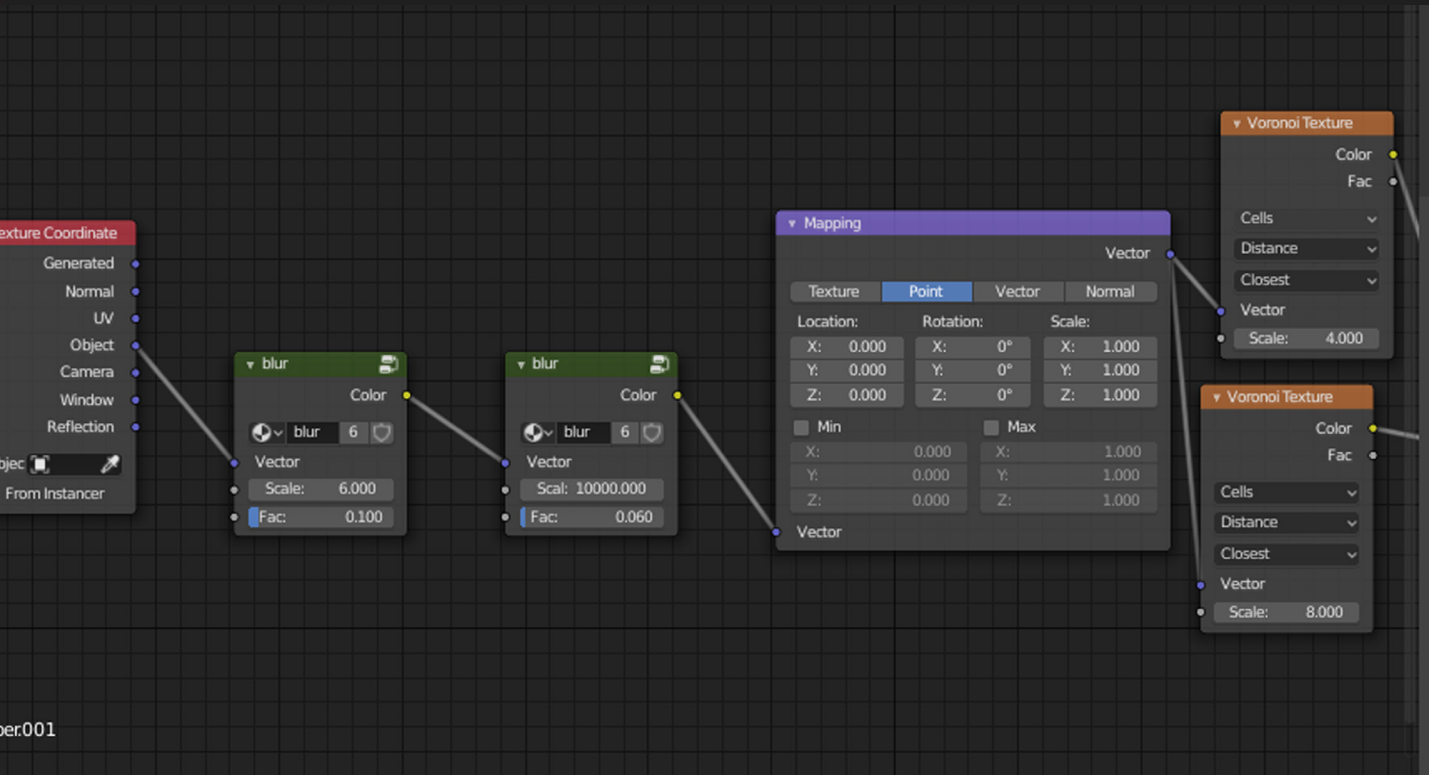 exture Coordinate
Generated
Normal
UV
Object
Camera
Window
Reflection
bjec
From Instancer
blur
Color
blur 6
Vector
Scale: 6.000
Fac: 0.100
blur
Color
blur 6
Vector
Scal: 10000.000
Fac: 0.060
Mapping
Vector
Texture Point Vector Normal
Location: Rotation: Scale:
X: 0.000 X: 0° X: 1.000
Y: 0.000 Y: 0° Y: 1.000
Z: 0.000 Z: 0° Z: 1.000
Min Max
X: 0.000 X: 1.000
Y: 0.000 Y: 1.000
Z: 0.000 Z: 1.000
Vector
Voronoi Texture
Color
Fac
Cells
Distance
Closest
Vector
Scale: 4.000
Voronoi Texture
Color
Fac
Cells
Distance
Closest
Vector
Scale: 8.000
ber.001